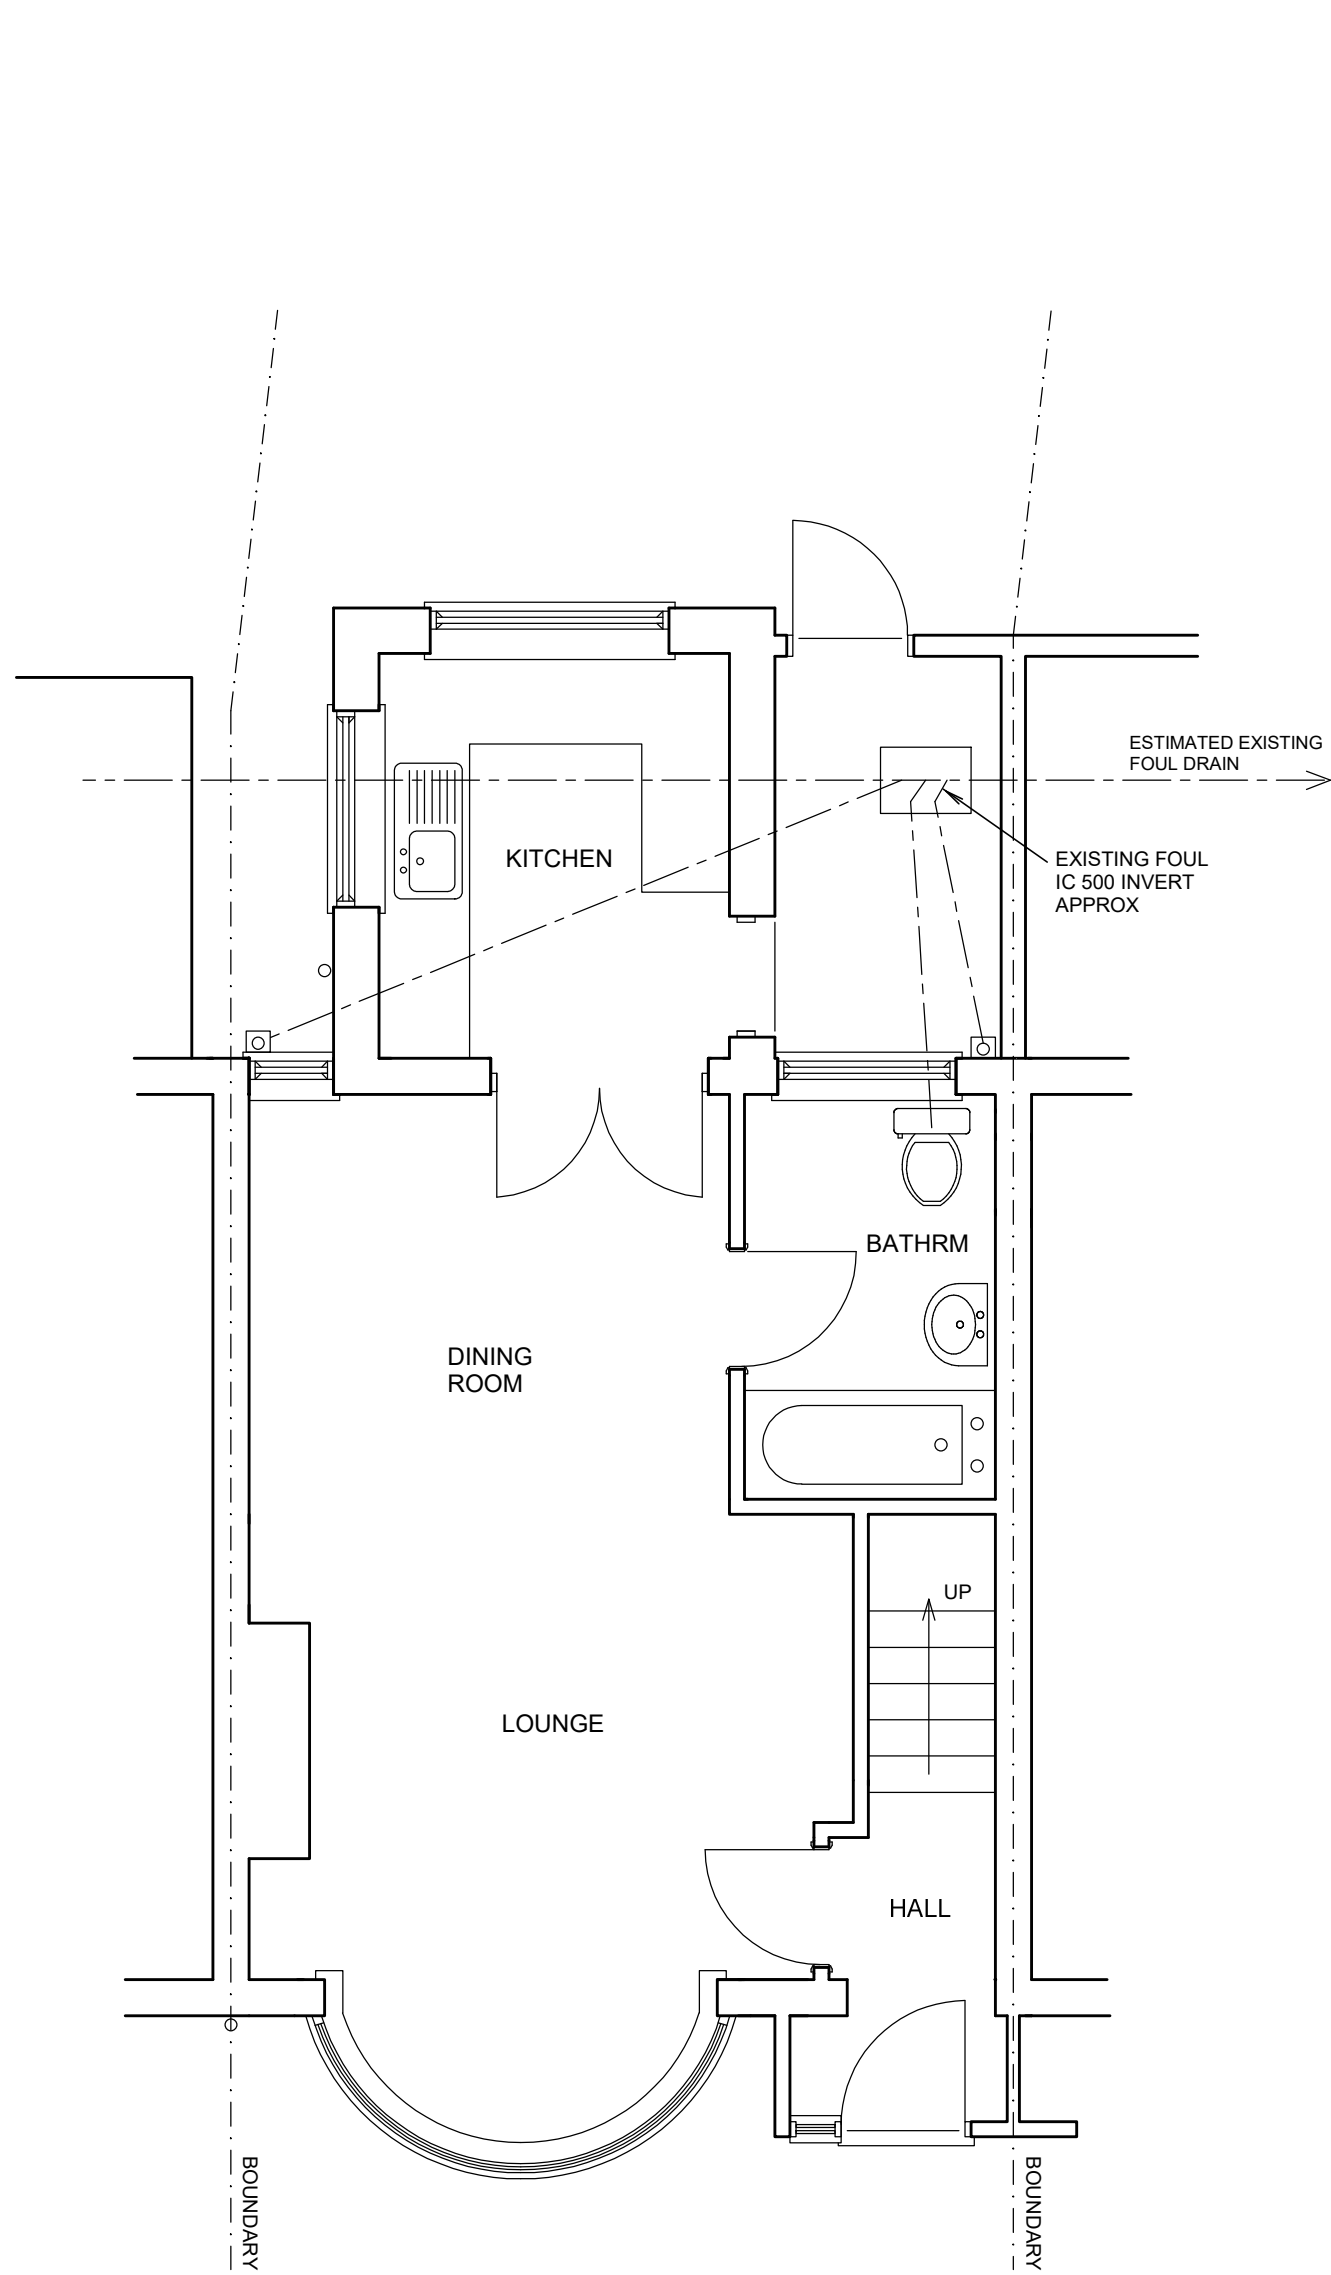 ESTIMATED EXISTING
FOUL DRAIN
KITCHEN
EXISTING FOUL
IC 500 INVERT
APPROX
BATHRM
DINING
ROOM
UP
LOUNGE
HALL
BOUNDARY
BOUNDARY